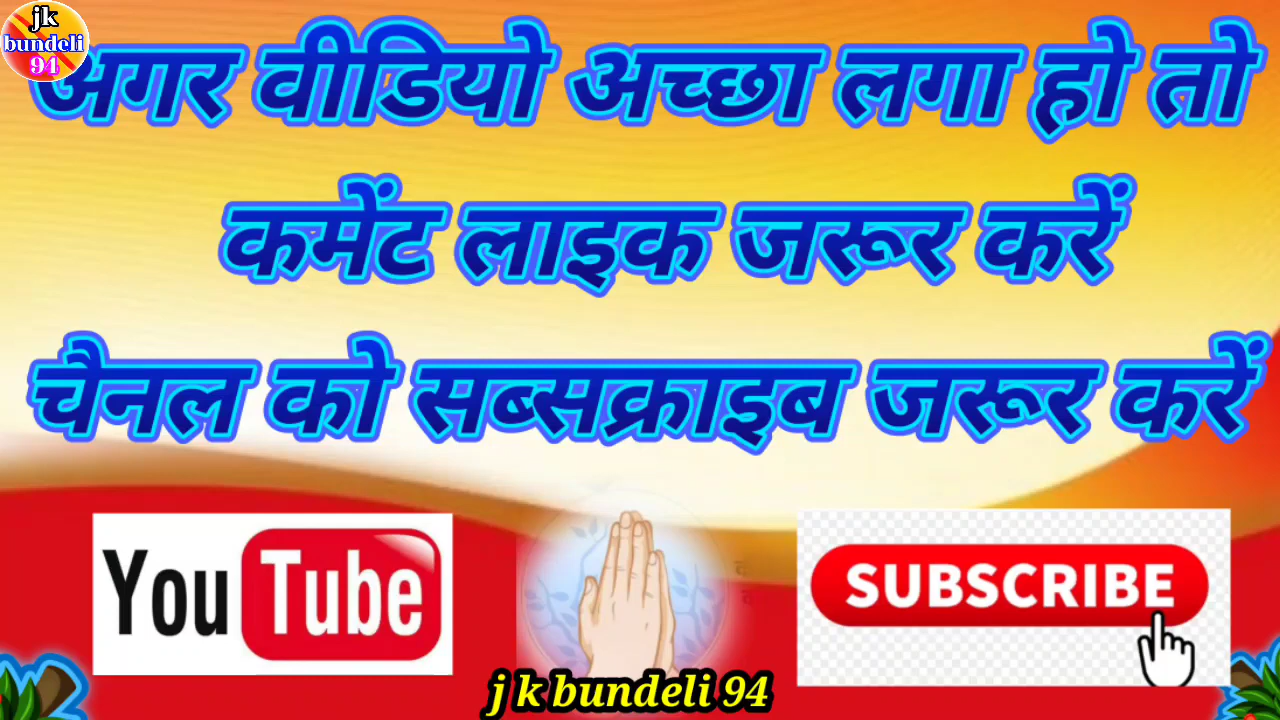 jk
bundeli
94
अगर वीडियो अच्छा लगा हो तो
कमेंट लाइक जरूर करें
चैनल को सब्सक्राइब जरूर करें
YouTube
SUBSCRIBE
j k bundeli 94